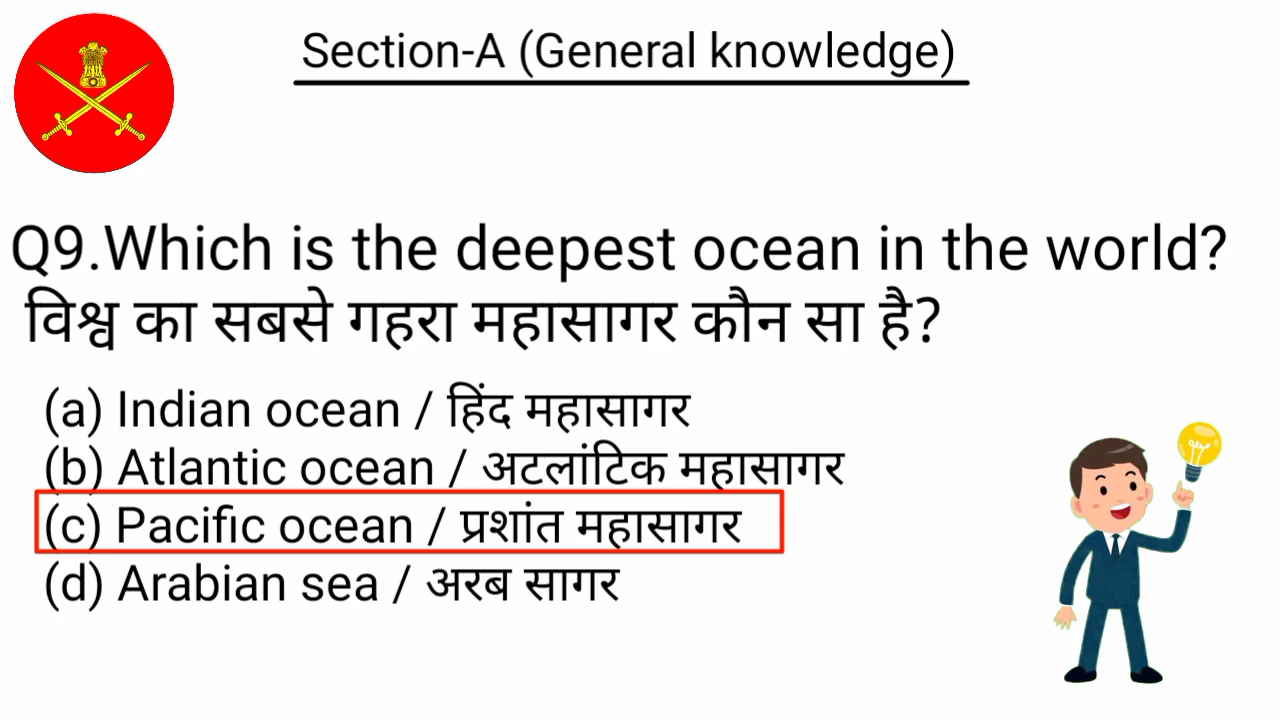 Section-A (General knowledge)
Q9.Which is the deepest ocean in the world?
विश्व का सबसे गहरा महासागर कौन सा है?
(a) Indian ocean / हिंद महासागर
(b) Atlantic ocean / अटलांटिक महासागर
(c) Pacific ocean / प्रशांत महासागर
(d) Arabian sea / अरब सागर